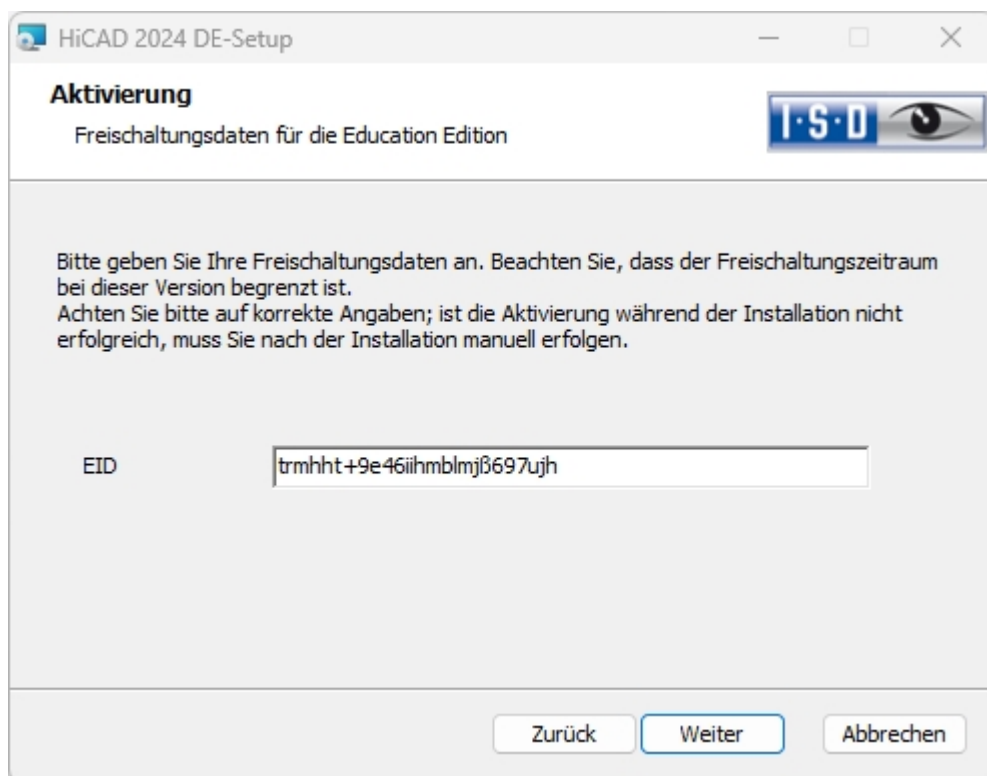 HiCAD 2024 DE-Setup
Aktivierung
Freischaltungsdaten für die Education Edition
I·S·D
Bitte geben Sie Ihre Freischaltungsdaten an. Beachten Sie, dass der Freischaltungszeitraum
bei dieser Version begrenzt ist.
Achten Sie bitte auf korrekte Angaben; ist die Aktivierung während der Installation nicht
erfolgreich, muss Sie nach der Installation manuell erfolgen.
EID trmhht+9e46iihmblmjß697ujh
Zurück Weiter Abbrechen